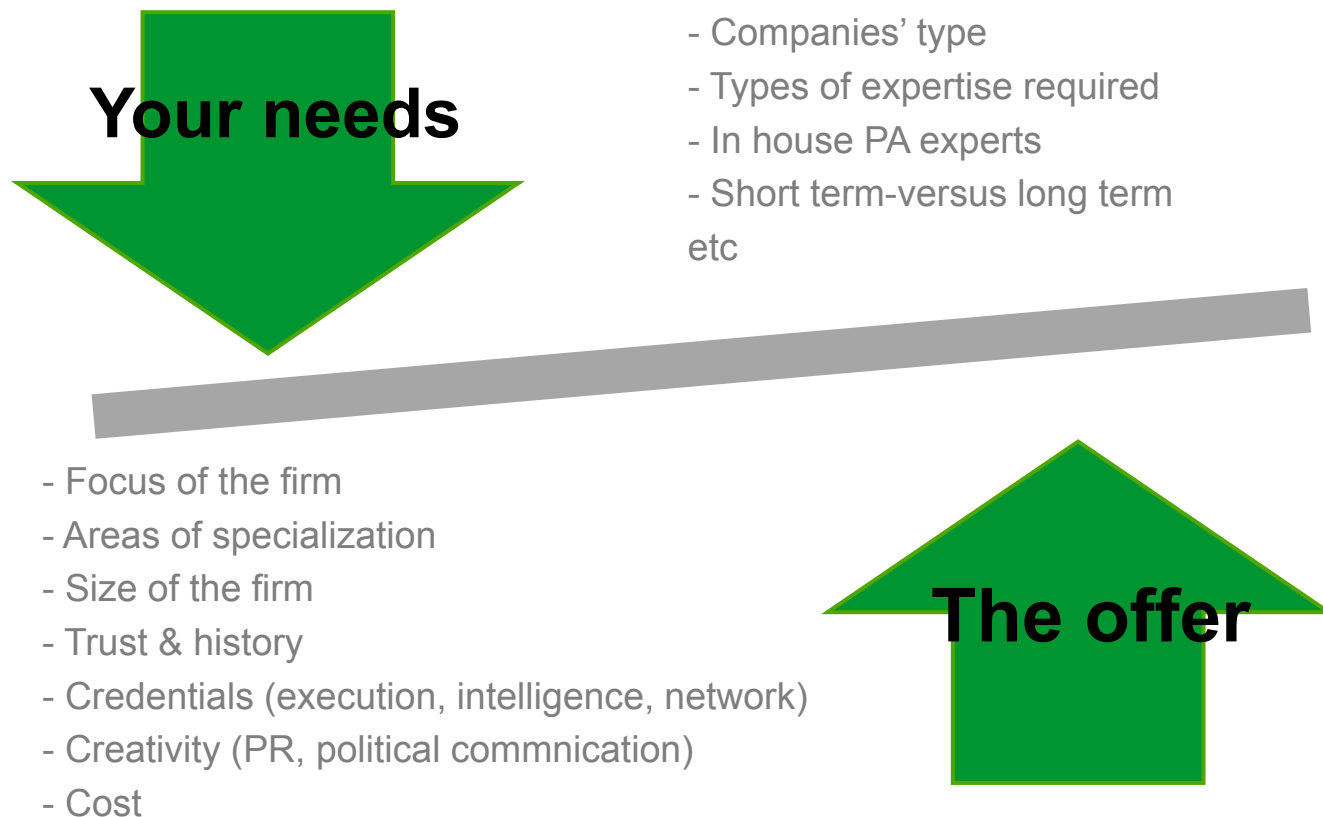 Your needs
- Companies’ type
- Types of expertise required
- In house PA experts
- Short term-versus long term
etc
- Focus of the firm
- Areas of specialization
- Size of the firm
- Trust & history
- Credentials (execution, intelligence, network)
- Creativity (PR, political commnication)
- Cost
The offer